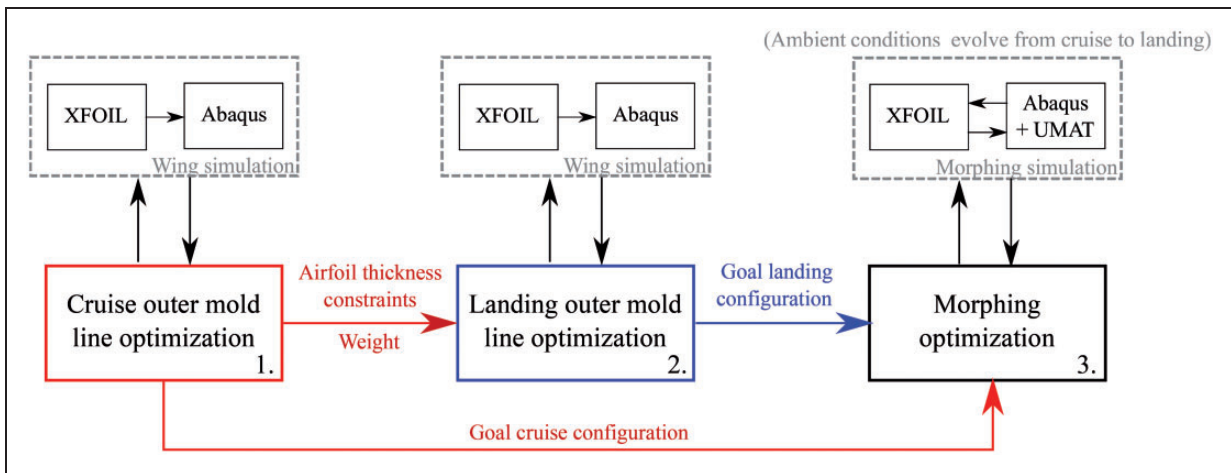 (Ambient conditions evolve from cruise to landing)
XFOIL
Abaqus
Wing simulation
XFOIL
Abaqus
Wing simulation
XFOIL
Abaqus
+ UMAT
Morphing simulation
Cruise outer mold
line optimization
1.
Airfoil thickness
constraints
Weight
Landing outer mold
line optimization
2.
Goal landing
configuration
Morphing
optimization
3.
Goal cruise configuration